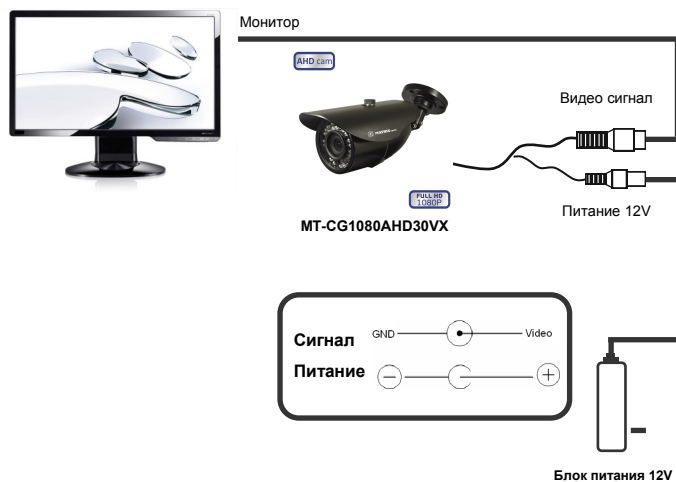 Монитор
AHD cam
Видео сигнал
FULL HD
1080P
Питание 12V
MT-CG1080AHD30VX
Сигнал GND Video
Питание − +
Блок питания 12V